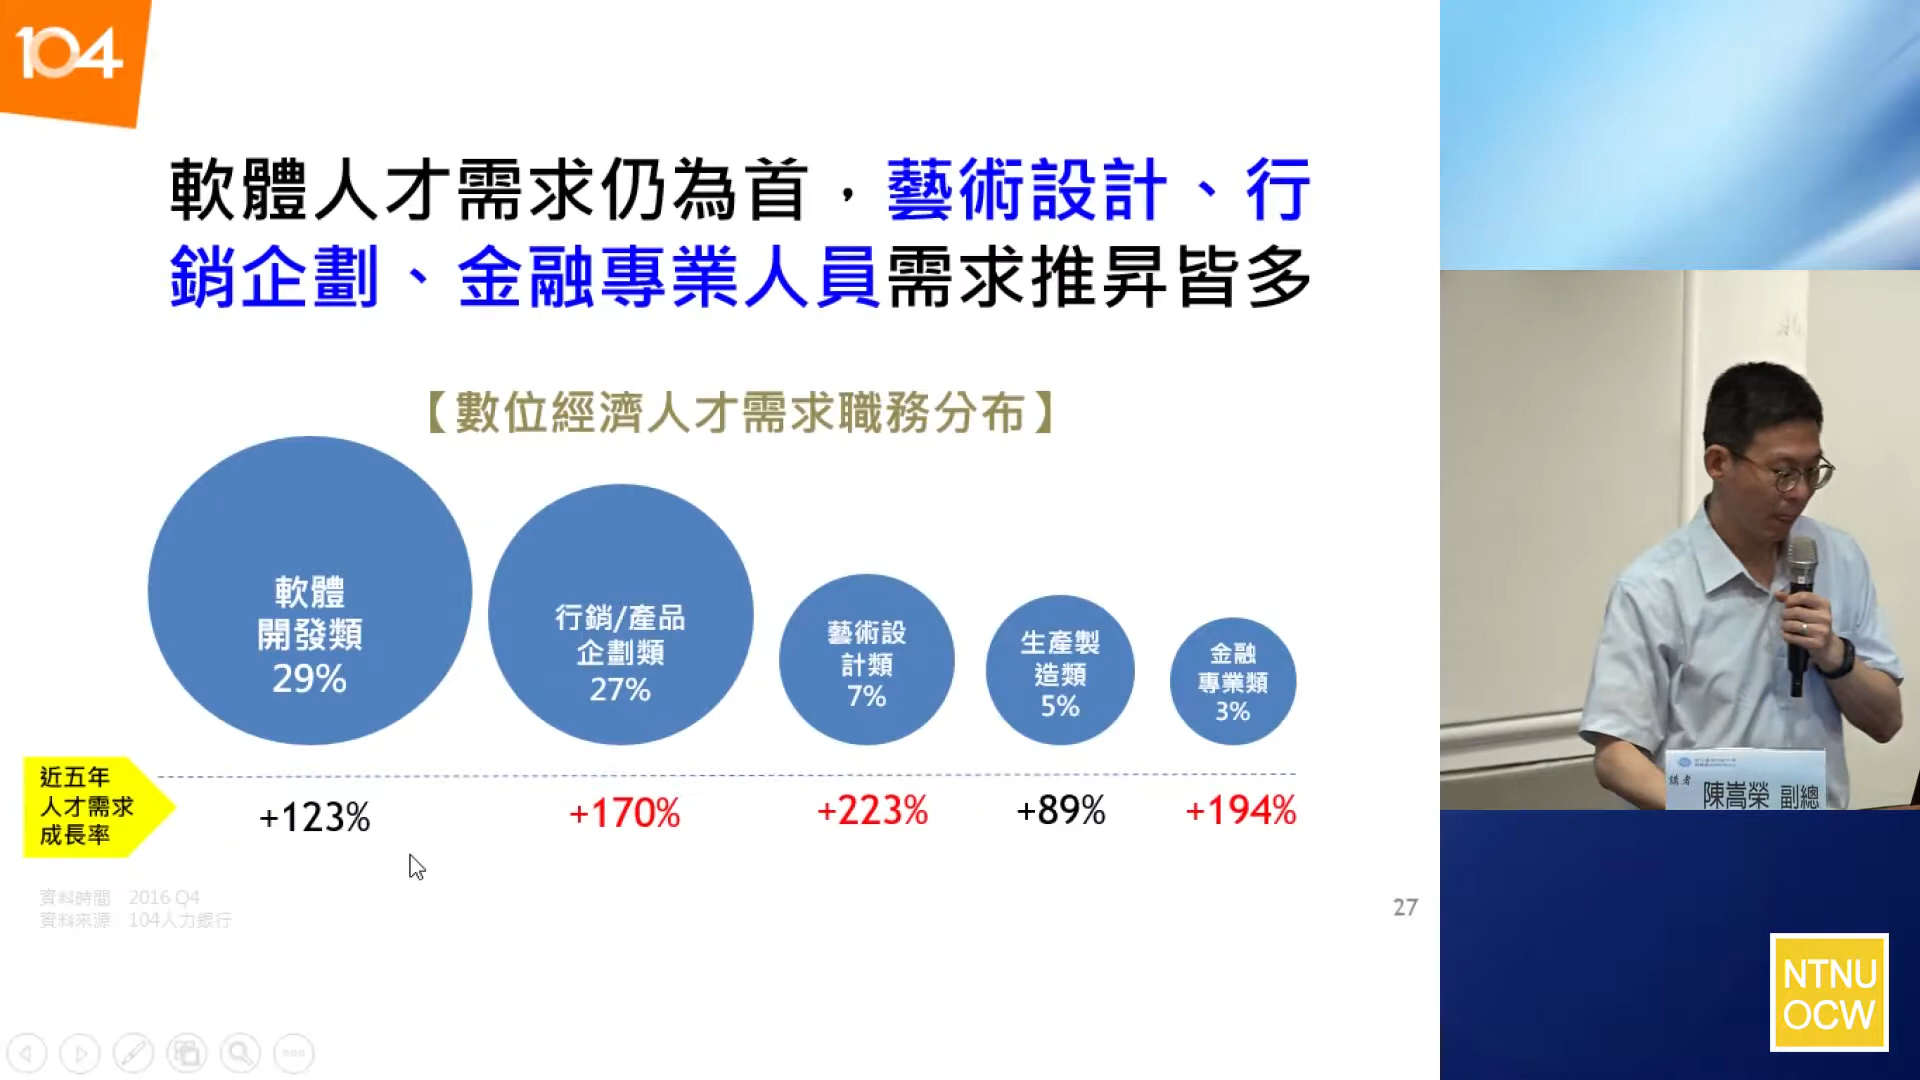 104
軟體人才需求仍為首，藝術設計、行
銷企劃、金融專業人員需求推昇皆多
【數位經濟人才需求職務分布】
軟體
開發類
29%
行銷/產品
企劃類
27%
藝術設
計類
7%
生產製
造類
5%
金融
專業類
3%
近五年
人才需求
成長率
+123%
+170%
+223%
+89%
+194%
資料時間 2016 Q4
資料來源 104人力銀行
27
講者
陳嵩榮 副總
NTNU
OCW